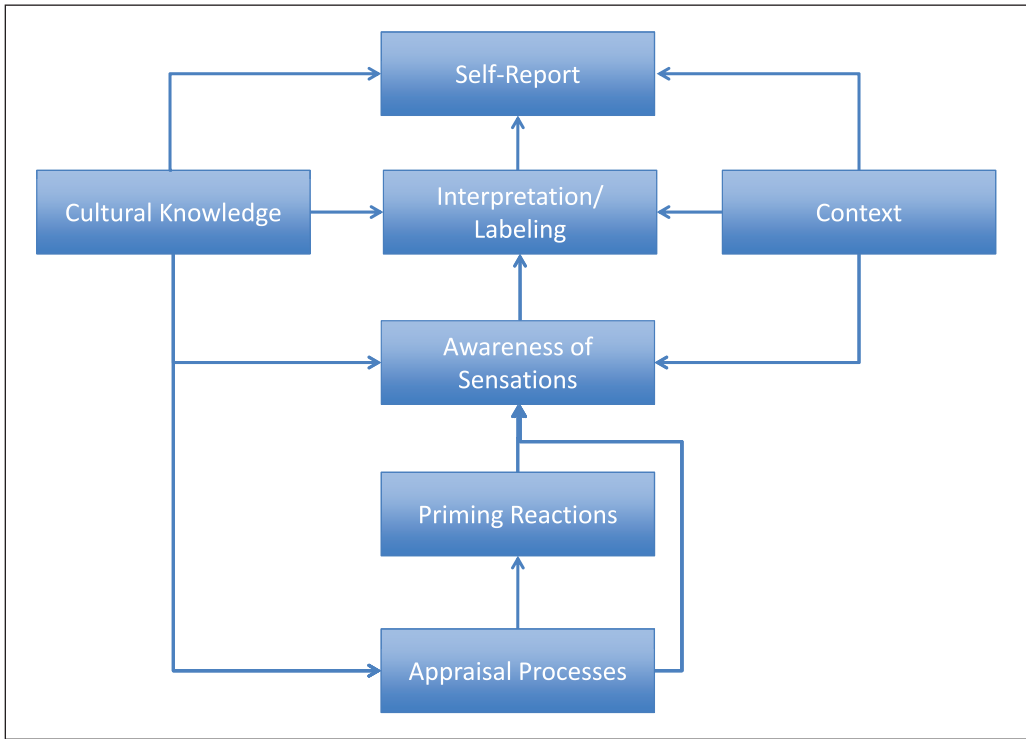 Self-Report
Cultural Knowledge
Interpretation/
Labeling
Context
Awareness of
Sensations
Priming Reactions
Appraisal Processes